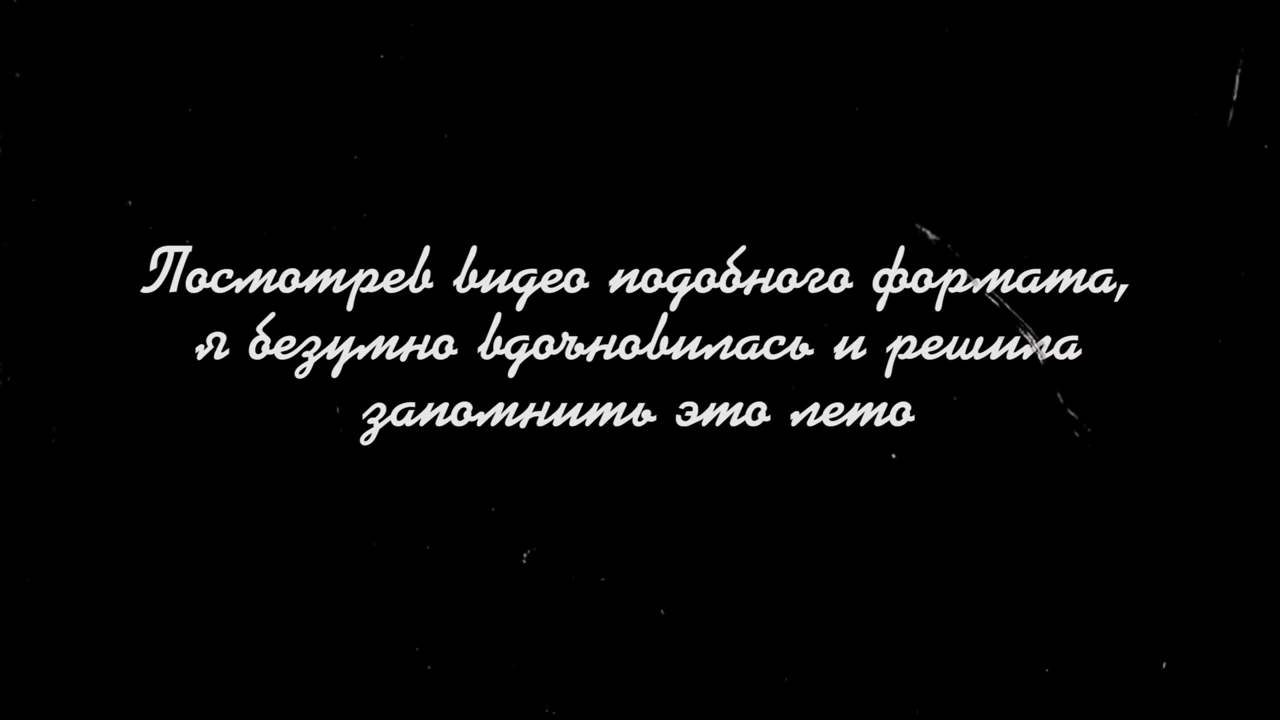 Посмотрев видео подобного формата,
я безумно вдохновилась и решила
запомнить это лето